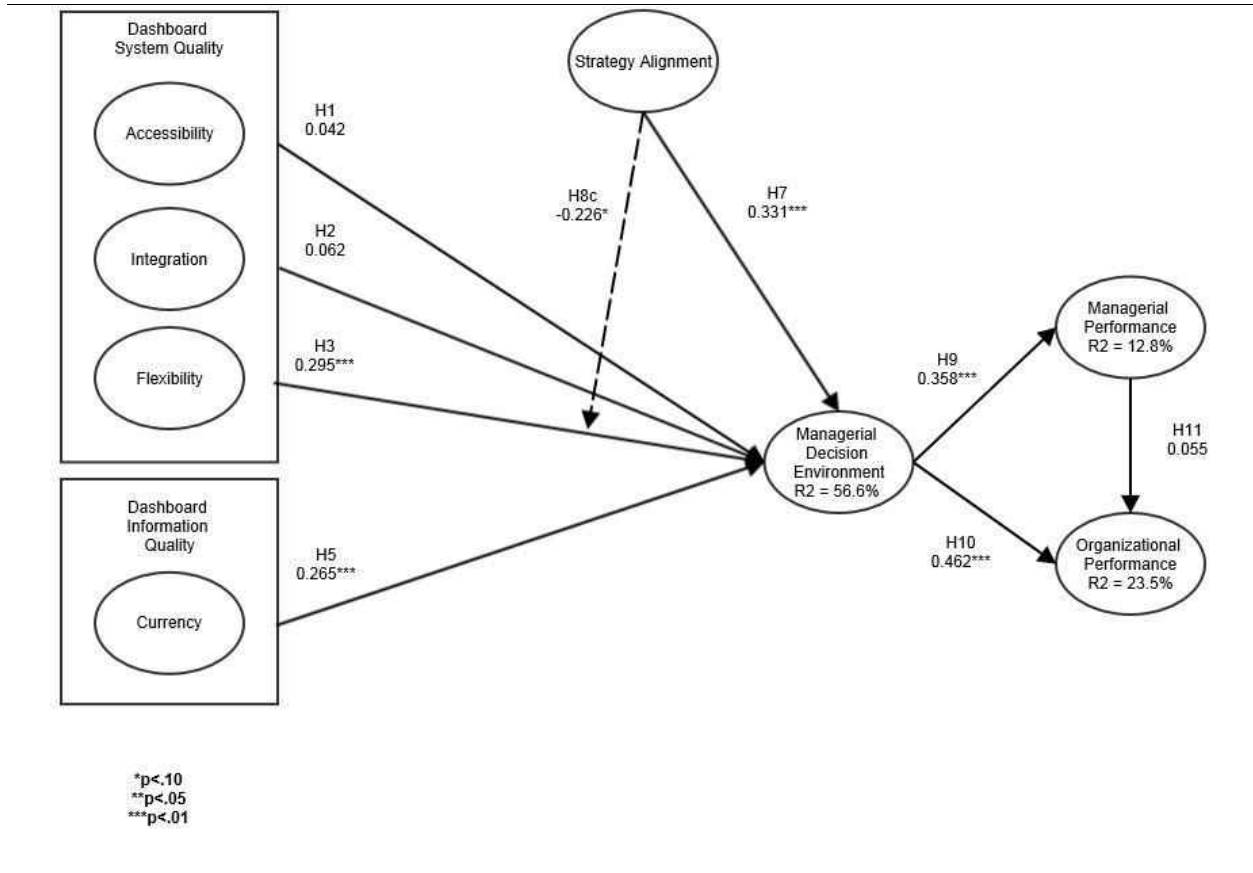 Dashboard
System Quality
Accessibility
Integration
Flexibility
H1
0.042
H2
0.062
H3
0.295***
Dashboard
Information
Quality
Currency
H5
0.265***
Strategy Alignment
H8c
-0.226*
H7
0.331***
Managerial
Decision
Environment
R2 = 56.6%
H9
0.358***
H10
0.462***
Managerial
Performance
R2 = 12.8%
H11
0.055
Organizational
Performance
R2 = 23.5%
*p<.10
**p<.05
***p<.01